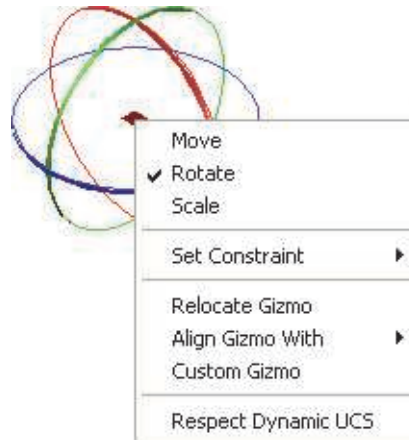 Move
Rotate
Scale
Set Constraint
Relocate Gizmo
Align Gizmo With
Custom Gizmo
Respect Dynamic UCS